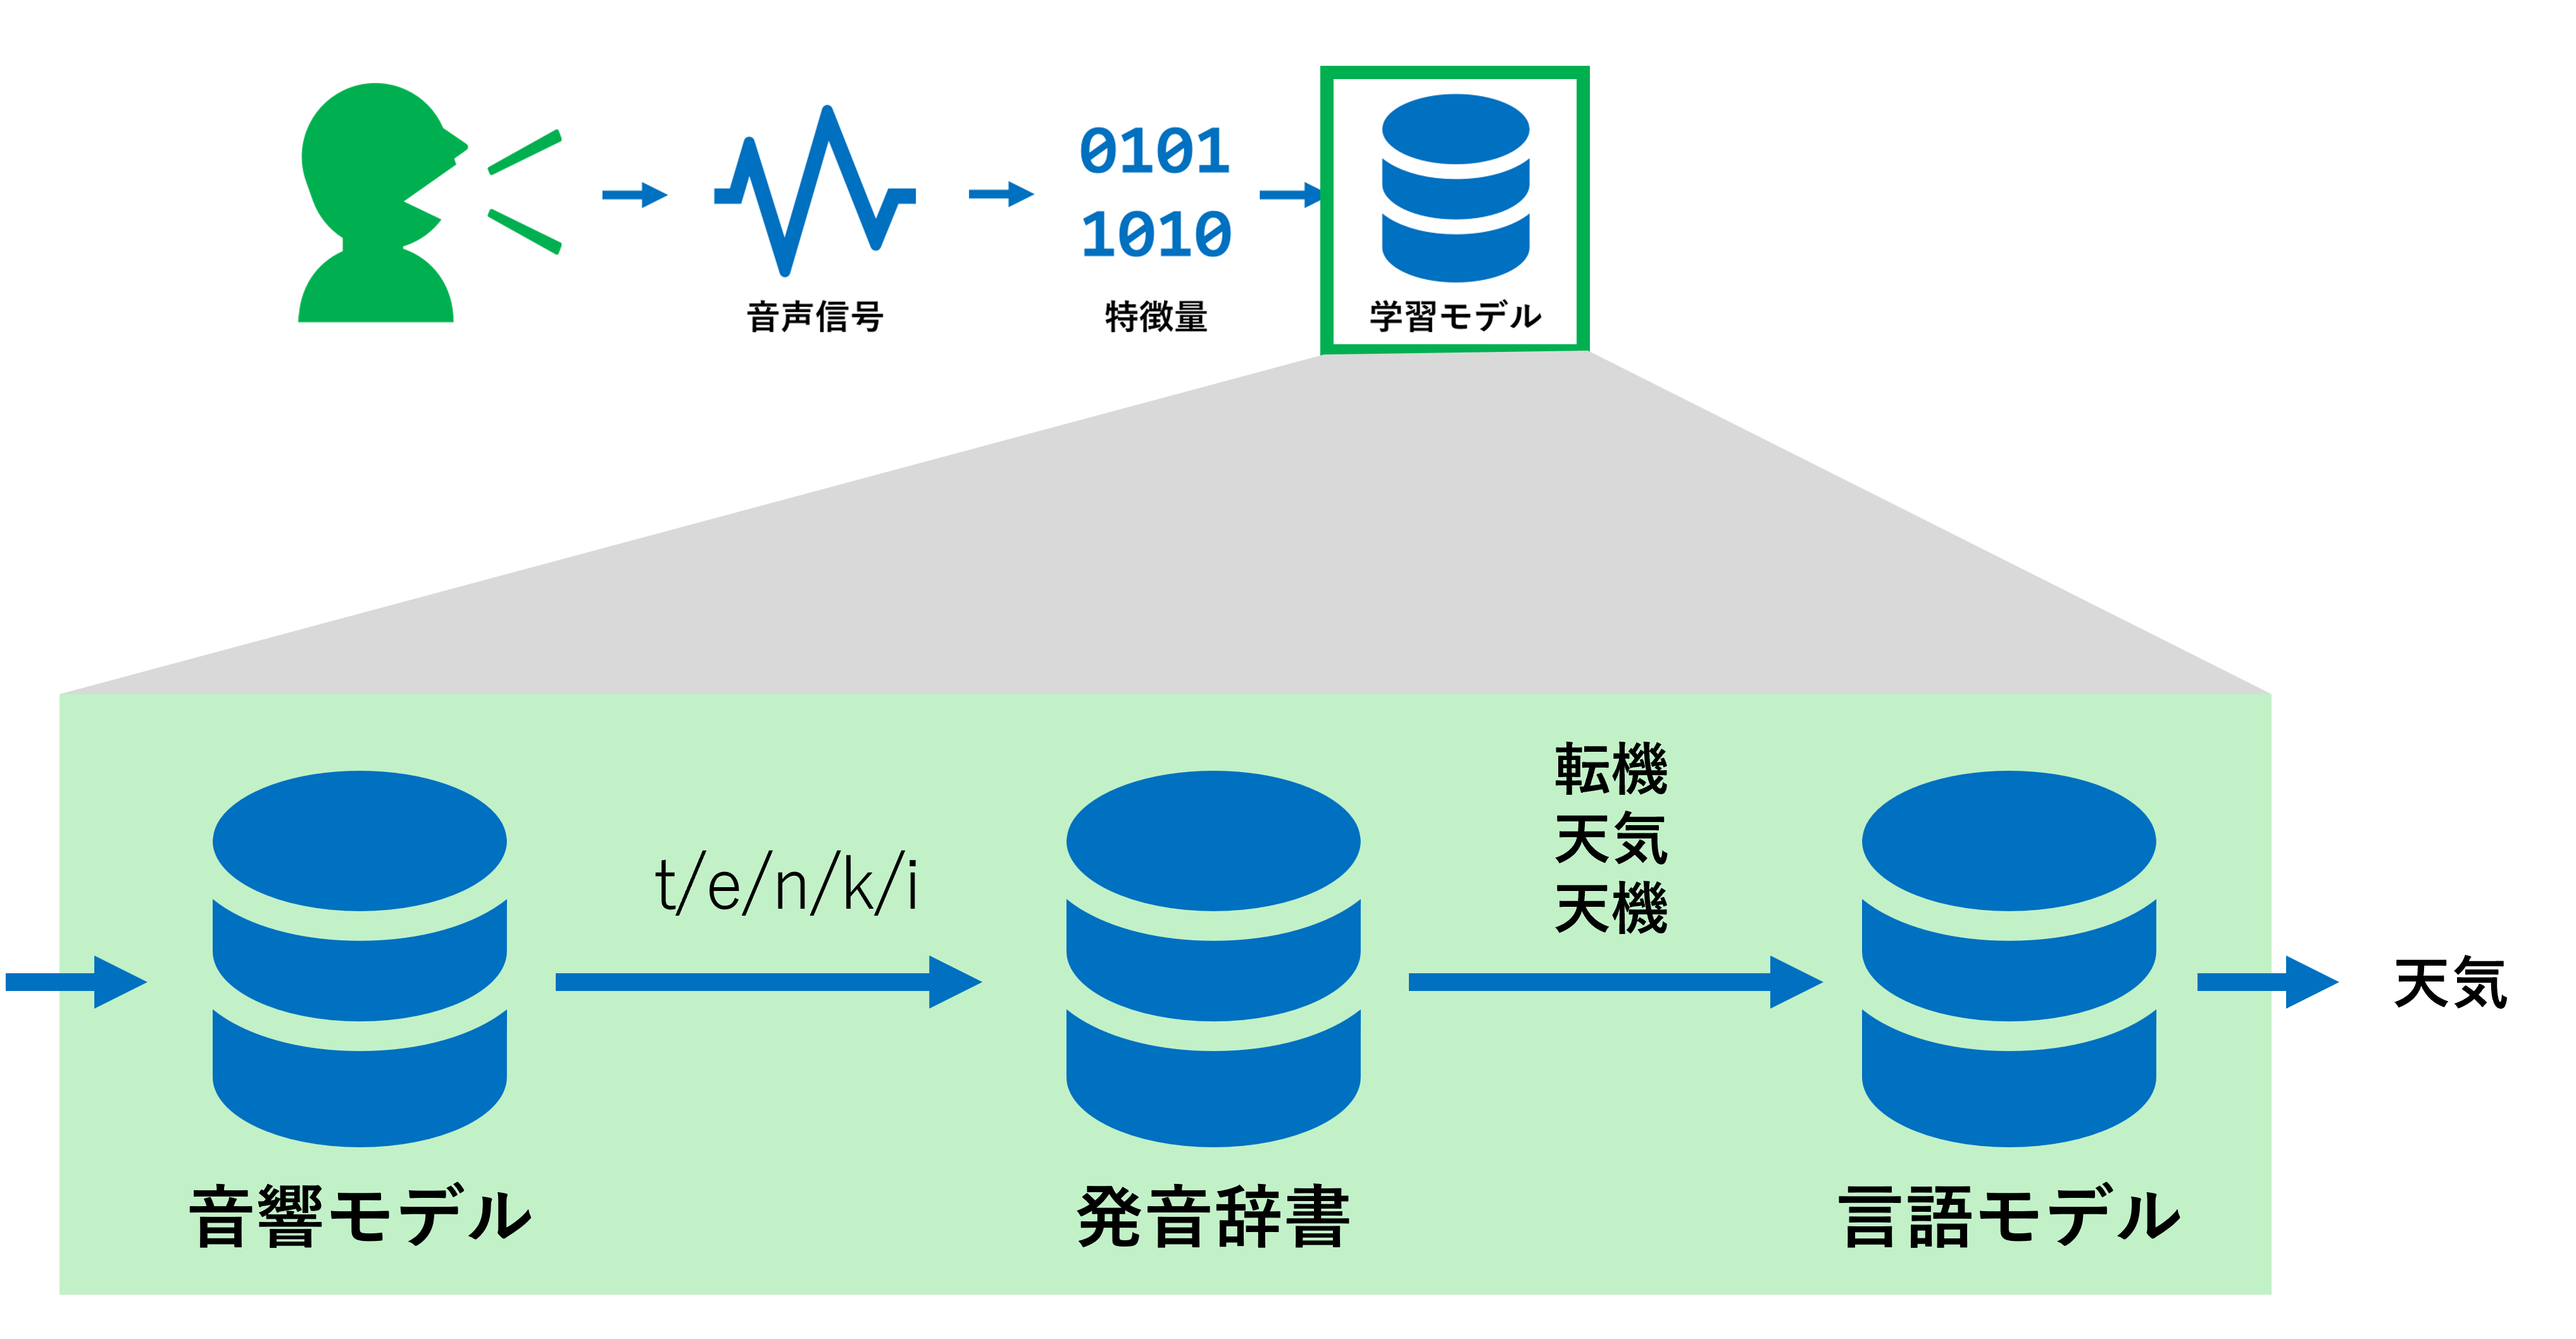 0101
1010
音声信号
特徴量
学習モデル
t/e/n/k/i
転機
天気
天機
天気
音響モデル
発音辞書
言語モデル